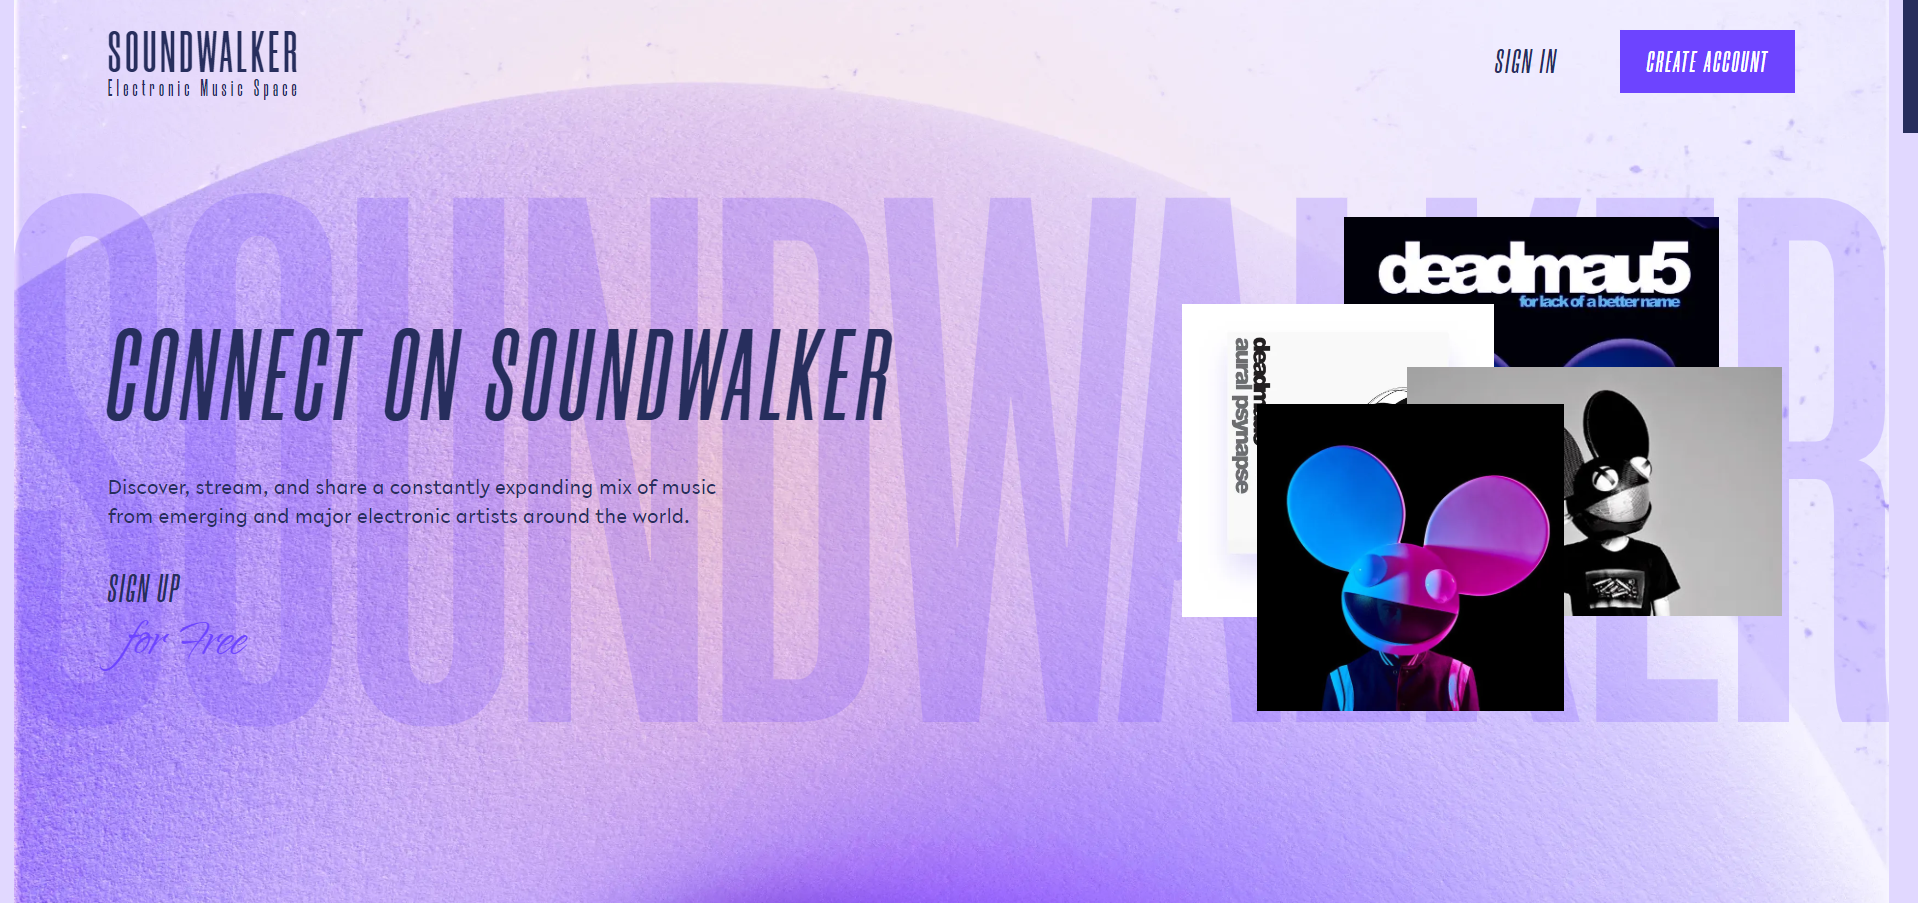 SOUNDWALKER
Electronic Music Space
SIGN IN
CREATE ACCOUNT
SOUNDWALKER
CONNECT ON SOUNDWALKER
Discover, stream, and share a constantly expanding mix of music
from emerging and major electronic artists around the world.
SIGN UP
for Free
deadmau5
for lack of a better name
aural psynapse